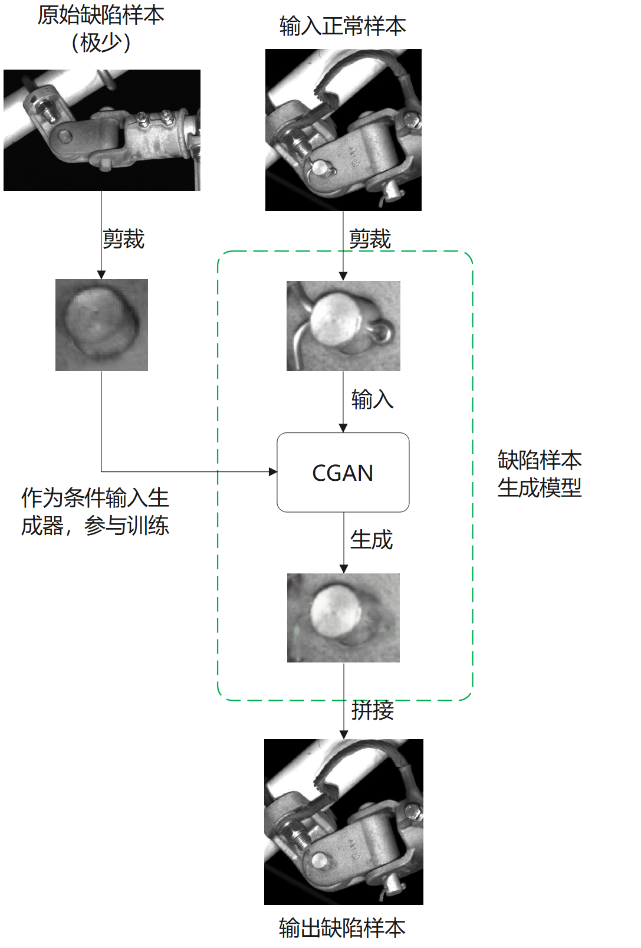 原始缺陷样本
（极少）
输入正常样本
剪裁
剪裁
输入
CGAN
缺陷样本
生成模型
作为条件输入生
成器，参与训练
生成
拼接
输出缺陷样本